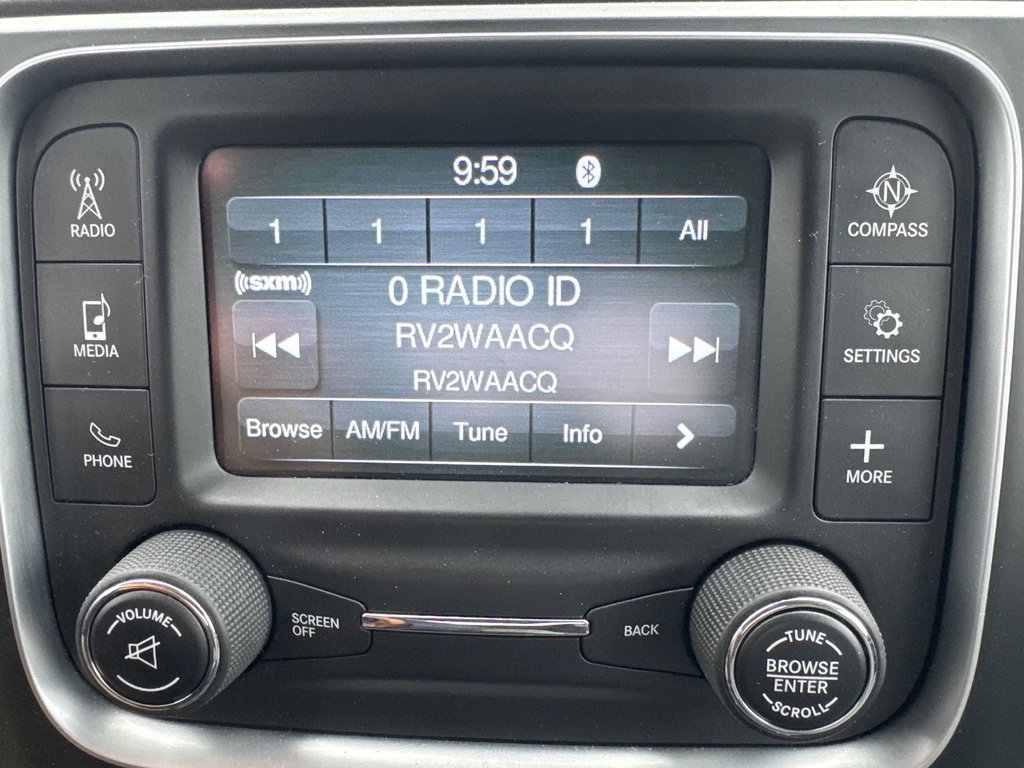 9:59
1 1 1 1 All
((sxm))
0 RADIO ID
RV2WAACQ
RV2WAACQ
Browse AM/FM Tune Info
RADIO
MEDIA
PHONE
N
COMPASS
SETTINGS
MORE
VOLUME
SCREEN
OFF
BACK
TUNE
BROWSE
ENTER
SCROLL